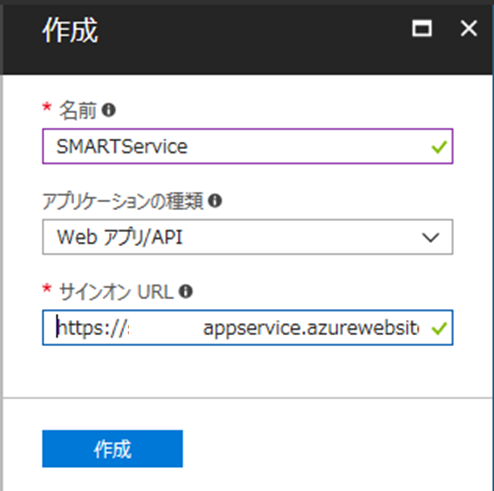 作成
* 名前
SMARTService
アプリケーションの種類
Web アプリ/API
* サインオン URL
https:// appservice.azurewebsite
作成